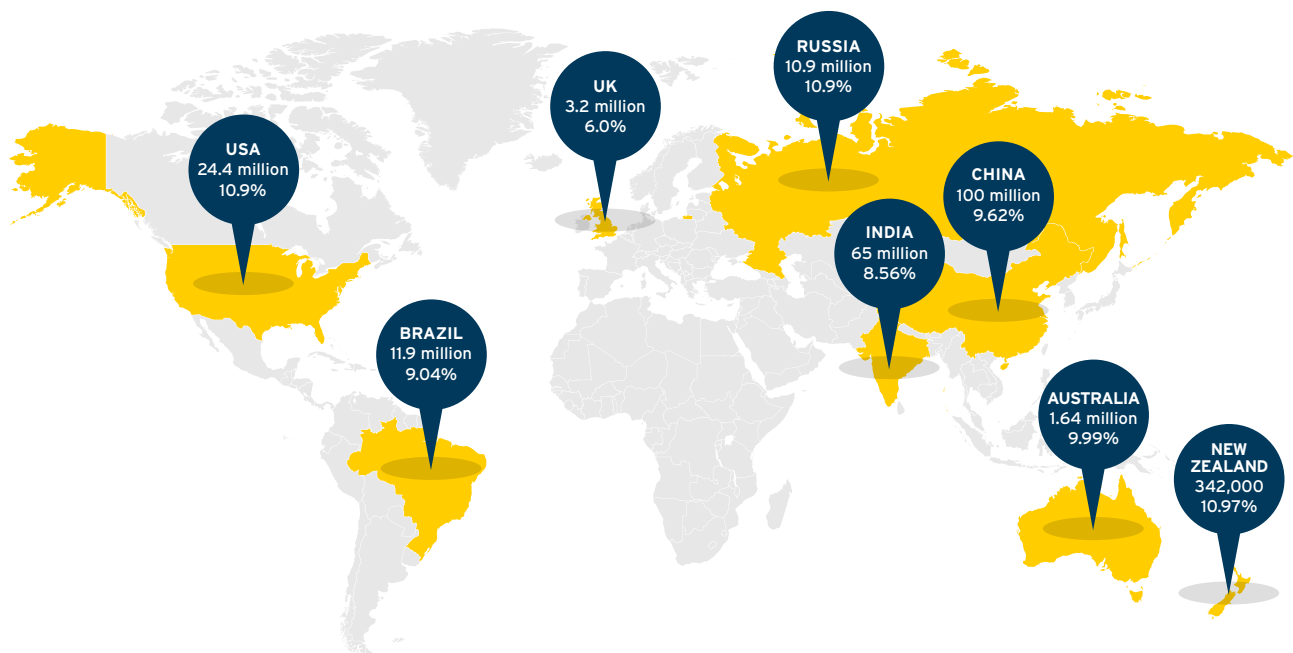 RUSSIA
10.9 million
10.9%
UK
3.2 million
6.0%
USA
24.4 million
10.9%
CHINA
100 million
9.62%
INDIA
65 million
8.56%
BRAZIL
11.9 million
9.04%
AUSTRALIA
1.64 million
9.99%
NEW
ZEALAND
342,000
10.97%